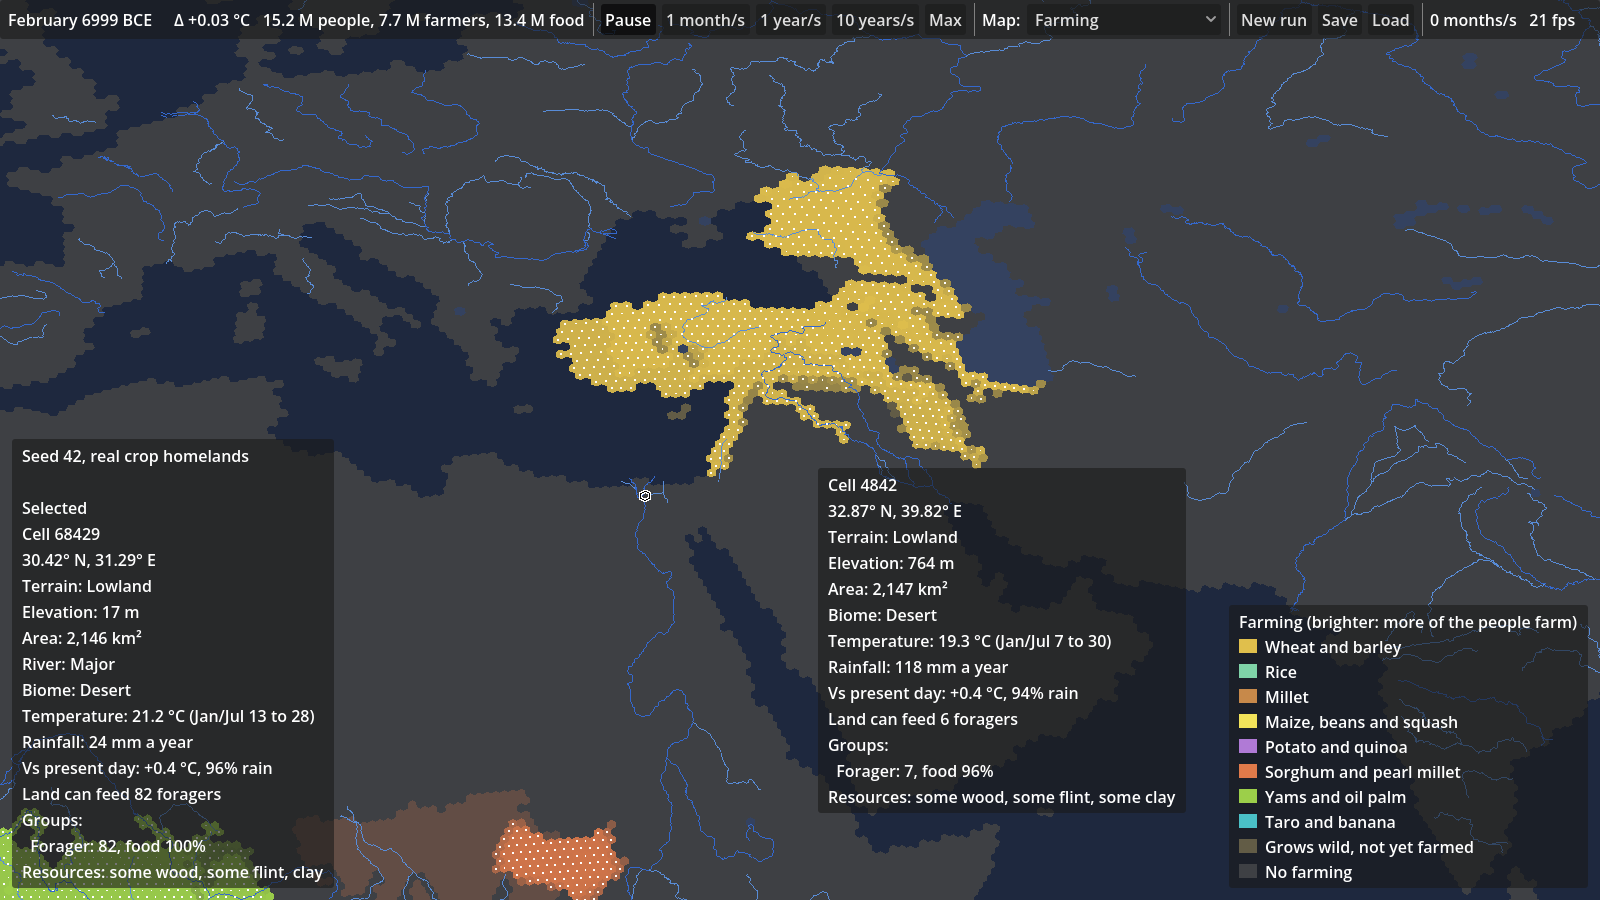 February 6999 BCE Δ +0.03 °C 15.2 M people, 7.7 M farmers, 13.4 M food Pause 1 month/s 1 year/s 10 years/s Max Map: Farming New run Save Load 0 months/s 21 fps
Seed 42, real crop homelands
Selected
Cell 68429
30.42° N, 31.29° E
Terrain: Lowland
Elevation: 17 m
Area: 2,146 km²
River: Major
Biome: Desert
Temperature: 21.2 °C (Jan/Jul 13 to 28)
Rainfall: 24 mm a year
Vs present day: +0.4 °C, 96% rain
Land can feed 82 foragers
Groups:
Forager: 82, food 100%
Resources: some wood, some flint, clay
Cell 4842
32.87° N, 39.82° E
Terrain: Lowland
Elevation: 764 m
Area: 2,147 km²
Biome: Desert
Temperature: 19.3 °C (Jan/Jul 7 to 30)
Rainfall: 118 mm a year
Vs present day: +0.4 °C, 94% rain
Land can feed 6 foragers
Groups:
Forager: 7, food 96%
Resources: some wood, some flint, some clay
Farming (brighter: more of the people farm)
Wheat and barley
Rice
Millet
Maize, beans and squash
Potato and quinoa
Sorghum and pearl millet
Yams and oil palm
Taro and banana
Grows wild, not yet farmed
No farming